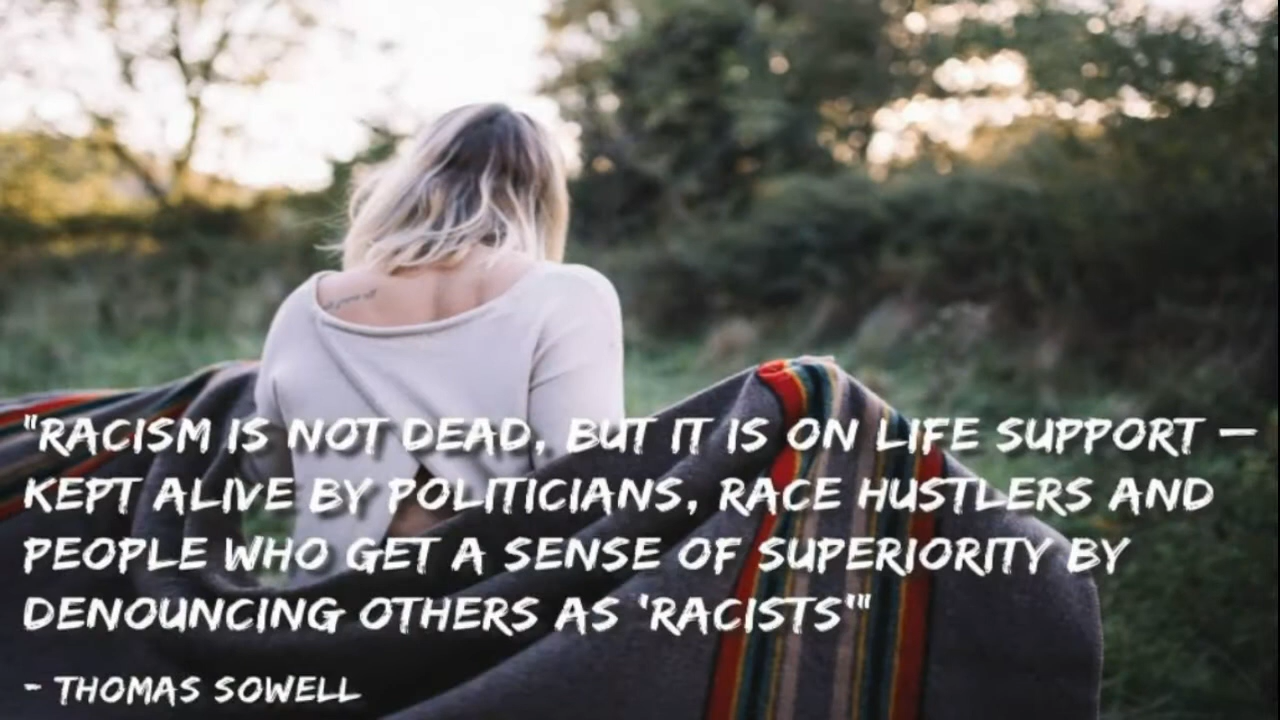 "RACISM IS NOT DEAD, BUT IT IS ON LIFE SUPPORT —
KEPT ALIVE BY POLITICIANS, RACE HUSTLERS AND
PEOPLE WHO GET A SENSE OF SUPERIORITY BY
DENOUNCING OTHERS AS 'RACISTS'"
- THOMAS SOWELL